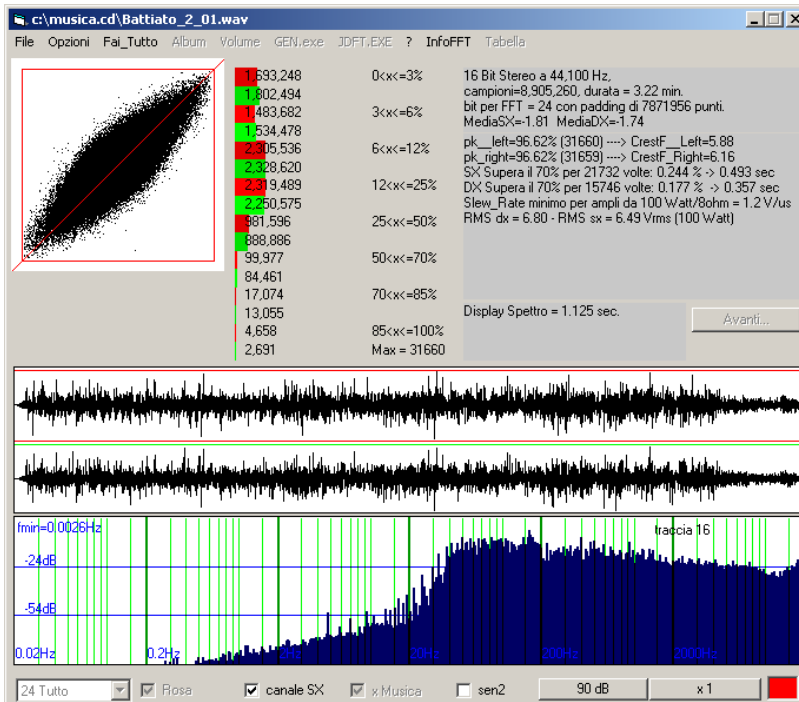 c:\musica.cd\Battiato_2_01.wav
File Opzioni Fai_Tutto Album Volume GEN.exe JDFT.EXE ? InfoFFT Tabella
1,693,248 0<x<=3%
1,802,494
1,483,682 3<x<=6%
1,534,478
2,305,536 6<x<=12%
2,328,620
2,319,489 12<x<=25%
2,250,575
981,596 25<x<=50%
888,886
99,977 50<x<=70%
84,461
17,074 70<x<=85%
13,055
4,658 85<x<=100%
2,691 Max = 31660
16 Bit Stereo a 44,100 Hz,
campioni=8,905,260, durata = 3.22 min.
bit per FFT = 24 con padding di 7871956 punti.
MediaSX=-1.81 MediaDX=-1.74
pk__left=96.62% (31660) ----> CrestF__Left=5.88
pk_right=96.62% (31659) ----> CrestF_Right=6.16
SX Supera il 70% per 21732 volte: 0.244 % -> 0.493 sec
DX Supera il 70% per 15746 volte: 0.177 % -> 0.357 sec
Slew_Rate minimo per ampli da 100 Watt/8ohm = 1.2 V/us
RMS dx = 6.80 - RMS sx = 6.49 Vrms (100 Watt)
Display Spettro = 1.125 sec.
Avanti...
fmin=0.0026Hz
traccia 16
-24dB
-54dB
0.02Hz 0.2Hz 2Hz 20Hz 200Hz 2000Hz
24 Tutto Rosa canale SX x Musica sen2 90 dB x 1